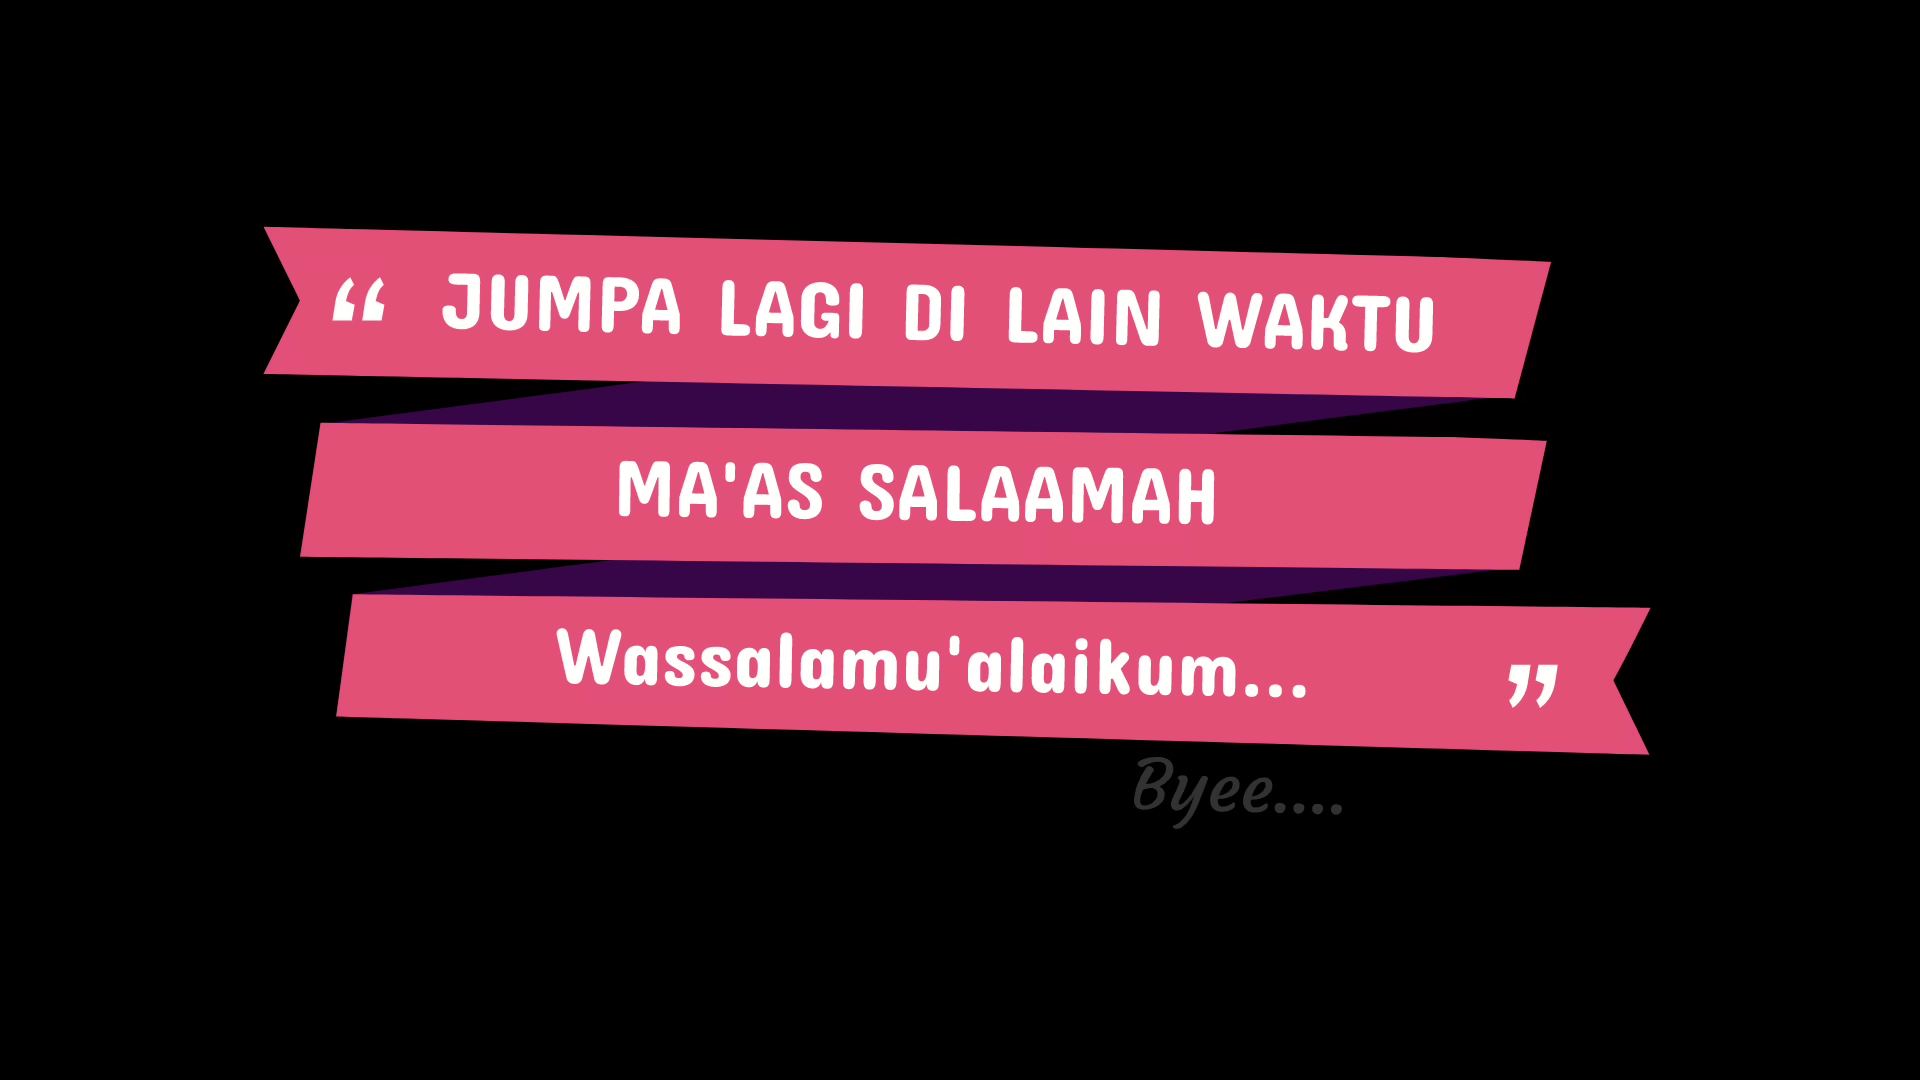 “ JUMPA LAGI DI LAIN WAKTU
MA'AS SALAAMAH
Wassalamu'alaikum... ”
Byee....